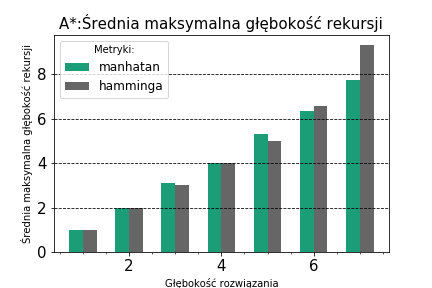 A*:Średnia maksymalna głębokość rekursji
Metryki:
manhatan
hamminga
Średnia maksymalna głębokość rekursji
8
6
4
2
0
2 4 6
Głębokość rozwiązania